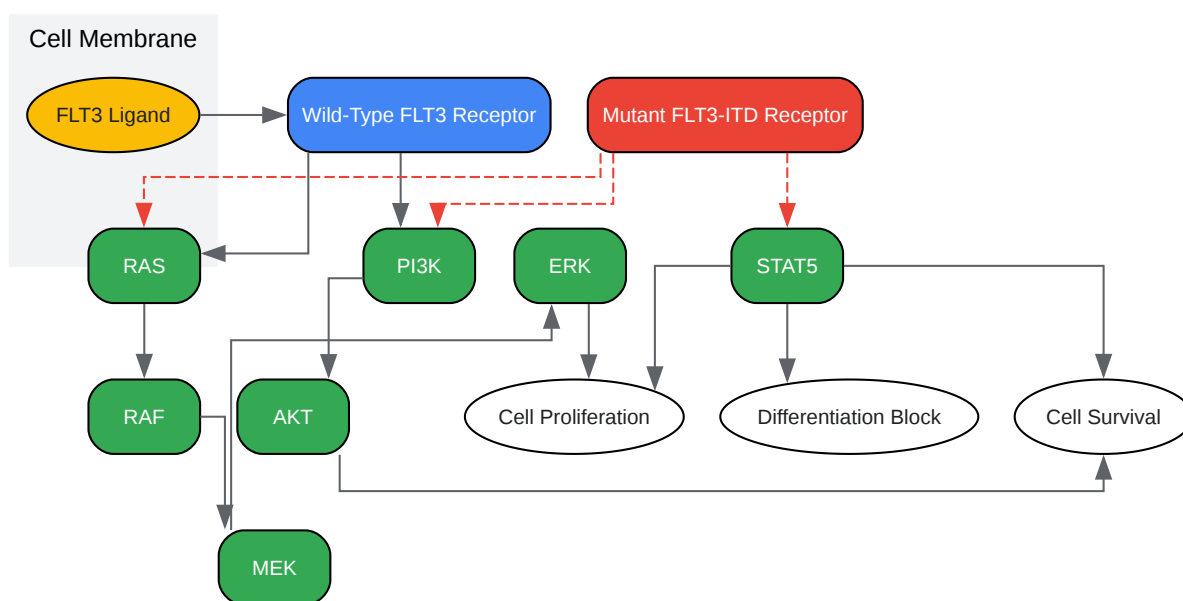 Cell Membrane
FLT3 Ligand
Wild-Type FLT3 Receptor
Mutant FLT3-ITD Receptor
RAS
PI3K
ERK
STAT5
RAF
AKT
Cell Proliferation
Differentiation Block
Cell Survival
MEK